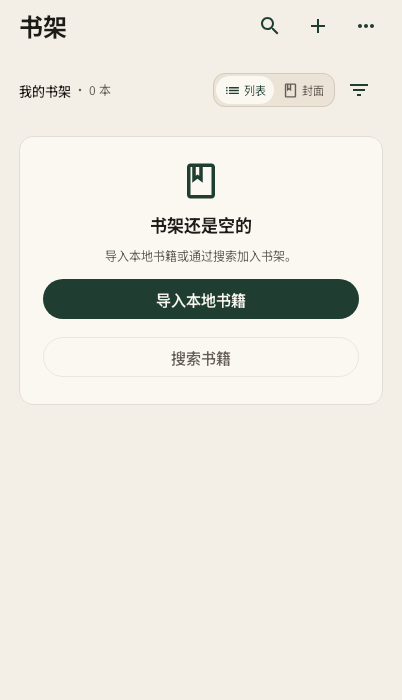 书架
我的书架 · 0 本
列表
封面
书架还是空的
导入本地书籍或通过搜索加入书架。
导入本地书籍
搜索书籍